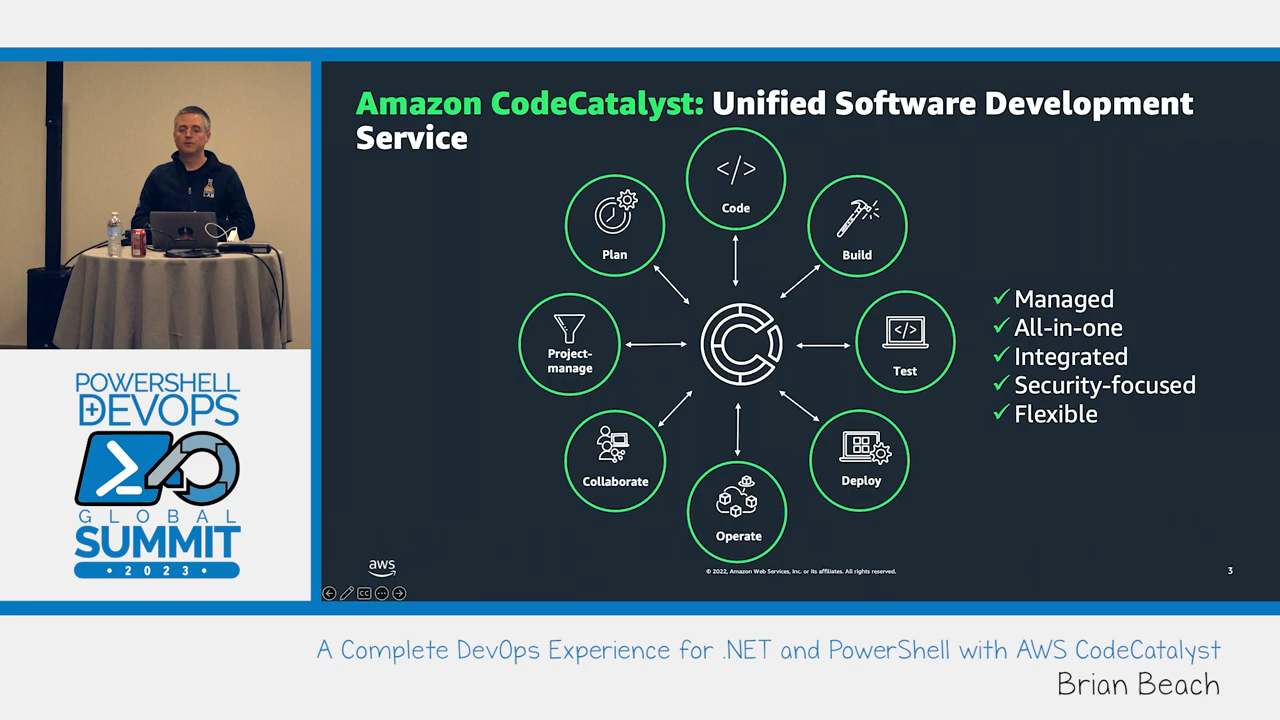 Amazon CodeCatalyst: Unified Software Development
Service
</>
Code
Plan
Build
Project-
manage
</>
Test
Collaborate
Deploy
Operate
✓ Managed
✓ All-in-one
✓ Integrated
✓ Security-focused
✓ Flexible
aws
© 2022, Amazon Web Services, Inc. or its affiliates. All rights reserved.
3
CC
LAB
POWERSHELL
+DEVOPS
GLOBAL
SUMMIT
• 2023 •
A Complete DevOps Experience for .NET and PowerShell with AWS CodeCatalyst
Brian Beach